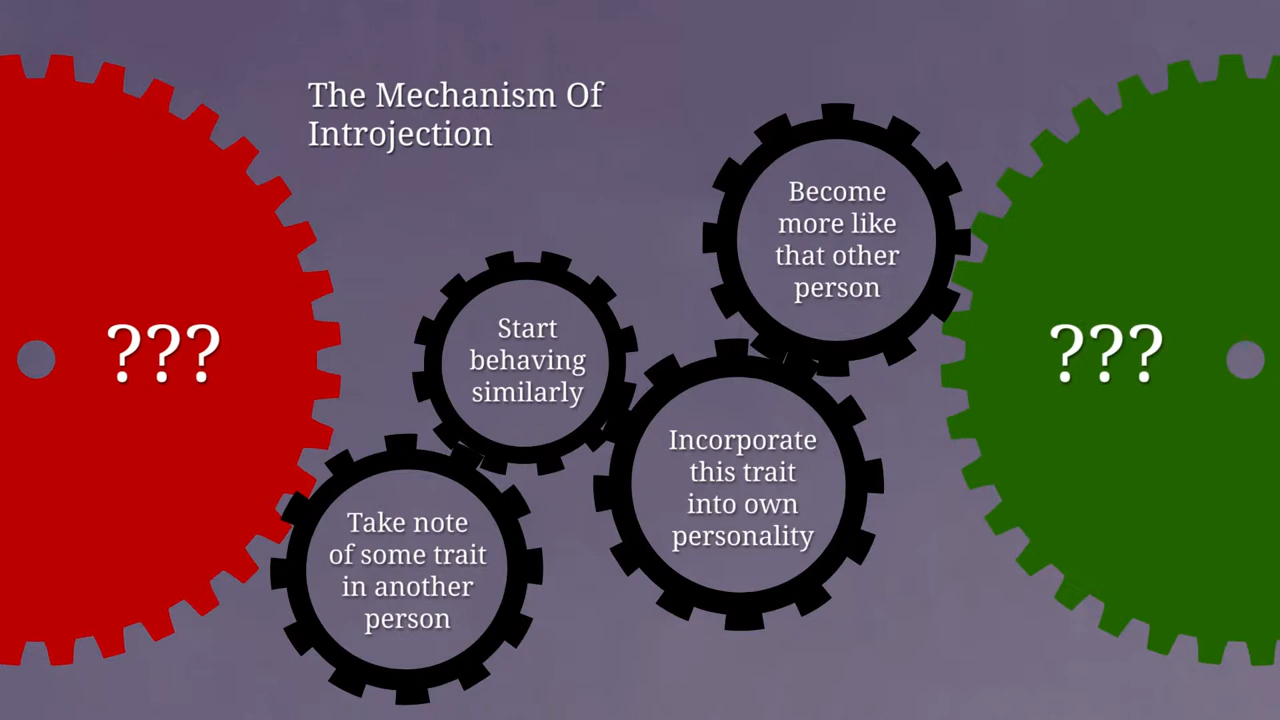 The Mechanism Of
Introjection
???
Take note
of some trait
in another
person
Start
behaving
similarly
Incorporate
this trait
into own
personality
Become
more like
that other
person
???